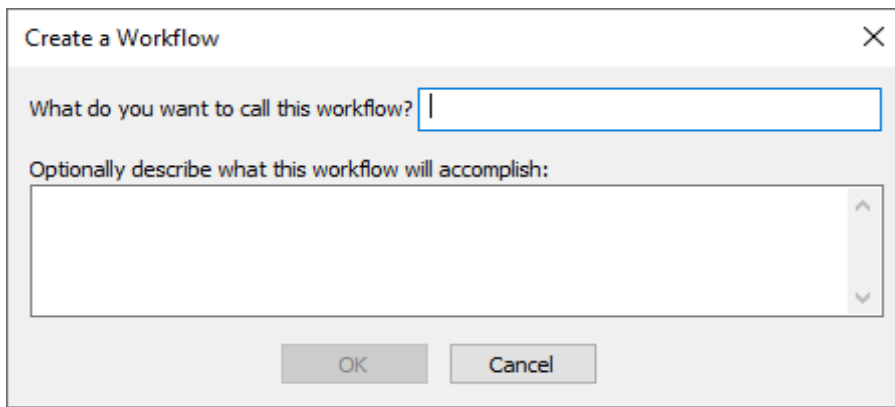 Create a Workflow
What do you want to call this workflow?
Optionally describe what this workflow will accomplish:
OK Cancel